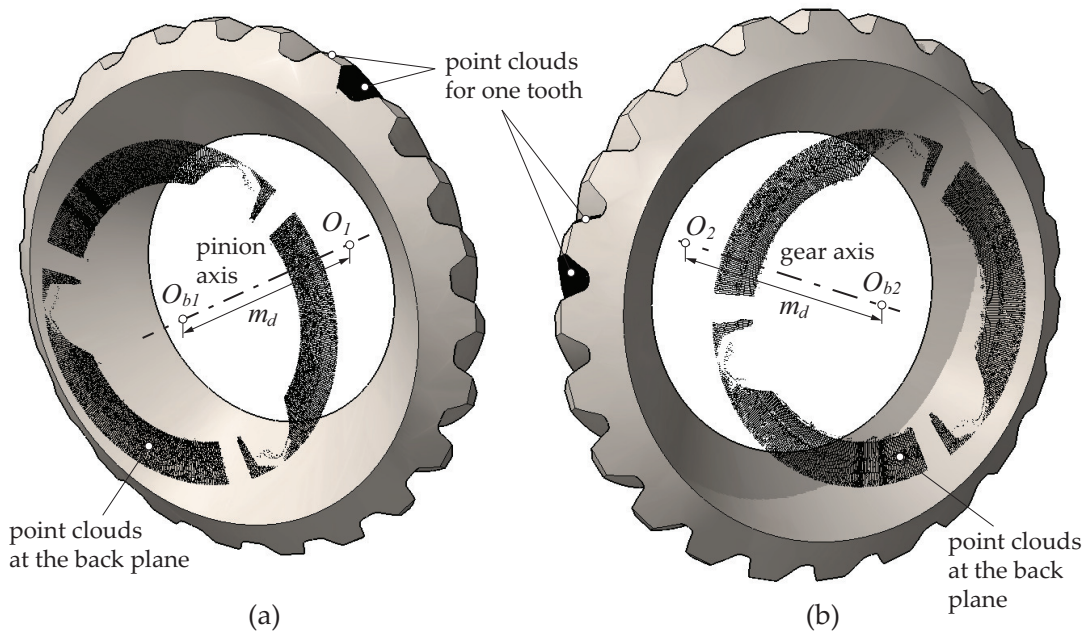 point clouds
for one tooth
O1
pinion
axis
Ob1
md
O2
gear axis
Ob2
md
point clouds
at the back plane
point clouds
at the back
plane
(a)
(b)